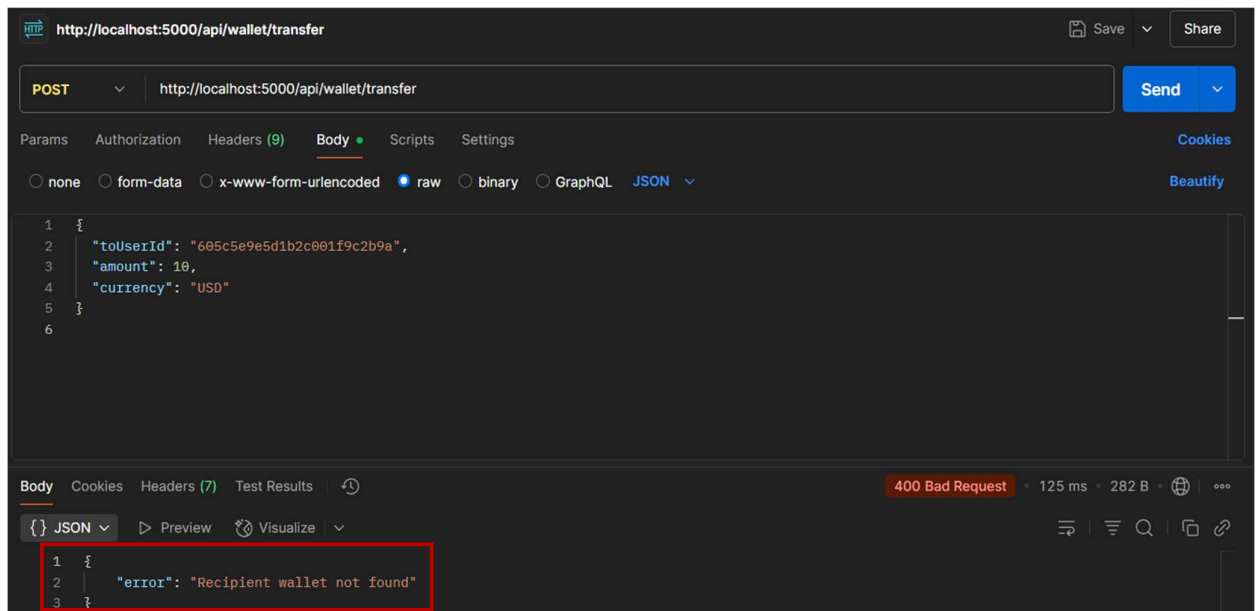 HTTP http://localhost:5000/api/wallet/transfer Save Share
POST http://localhost:5000/api/wallet/transfer Send
Params Authorization Headers (9) Body Scripts Settings Cookies
none form-data x-www-form-urlencoded raw binary GraphQL JSON Beautify
1 {
2 "toUserId": "605c5e9e5d1b2c001f9c2b9a",
3 "amount": 10,
4 "currency": "USD"
5 }
6
Body Cookies Headers (7) Test Results 400 Bad Request 125 ms 282 B
{} JSON Preview Visualize
1 {
2 "error": "Recipient wallet not found"
3 }